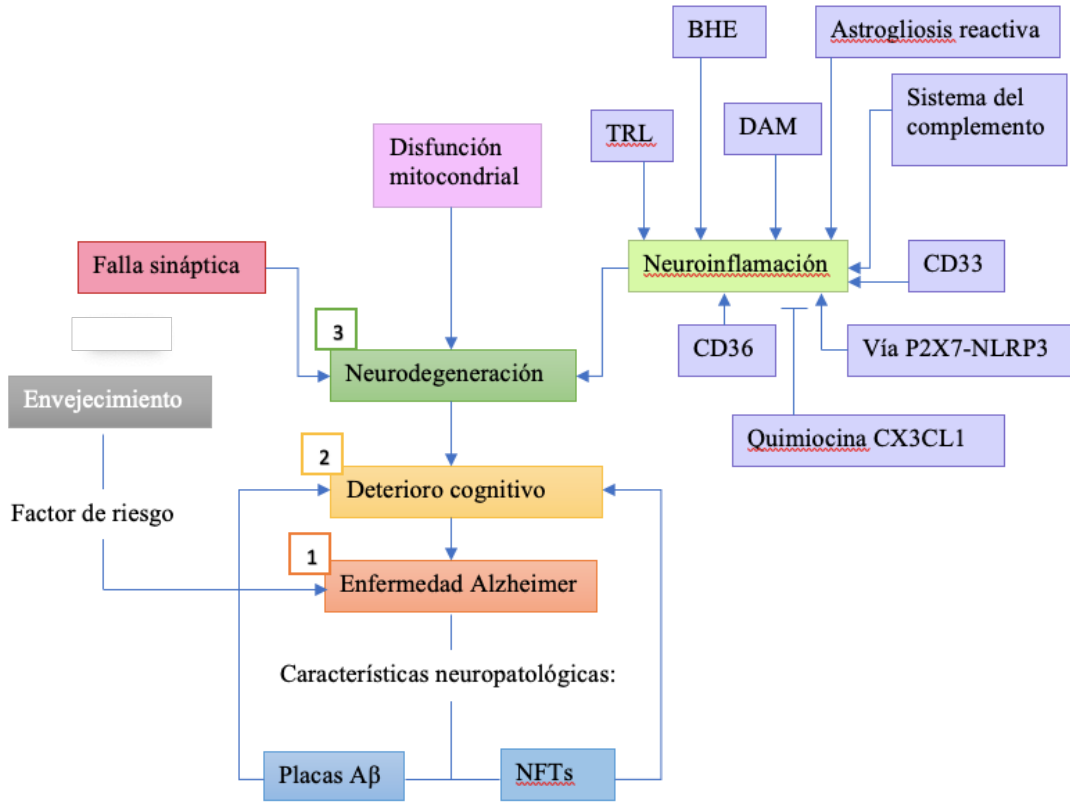 BHE
Astrogliosis reactiva
Sistema del
complemento
TRL
DAM
Disfunción
mitocondrial
Falla sináptica
Neuroinflamación
CD33
3
CD36
Vía P2X7-NLRP3
Neurodegeneración
Envejecimiento
Quimiocina CX3CL1
2
Deterioro cognitivo
Factor de riesgo
1
Enfermedad Alzheimer
Características neuropatológicas:
Placas Aβ
NFTs